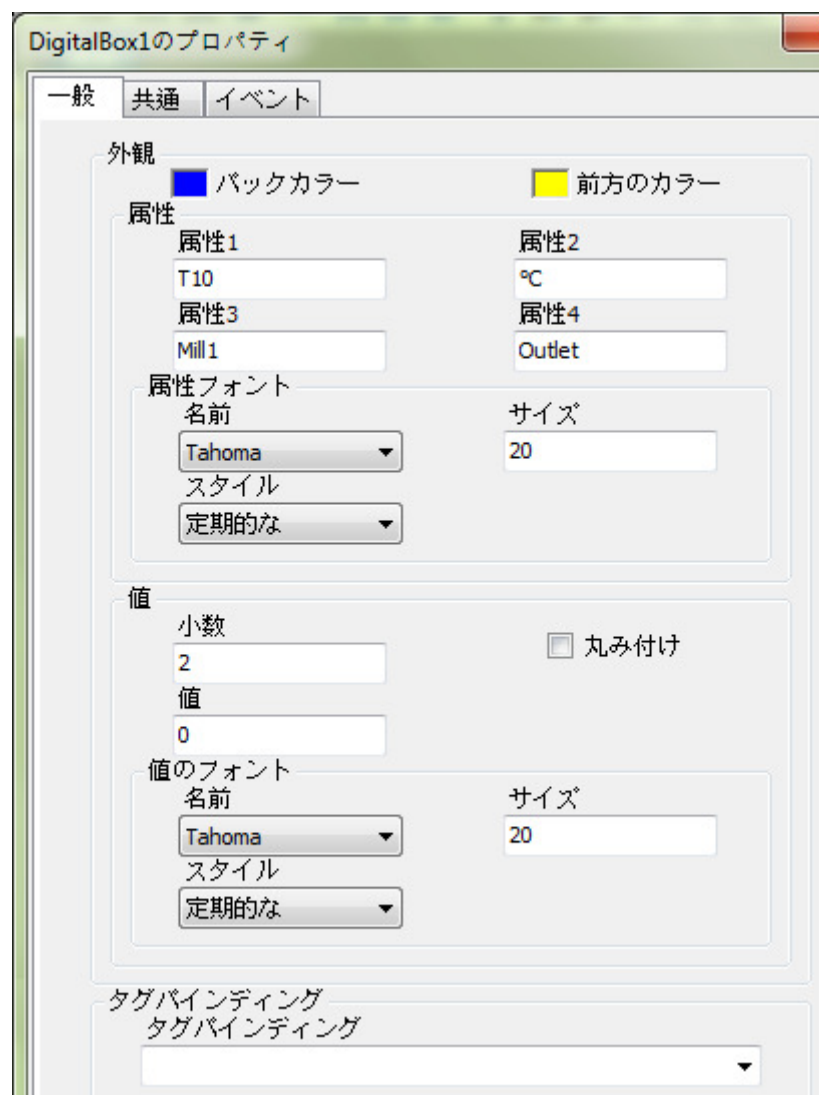 DigitalBox1のプロパティ
一般 共通 イベント
外観
バックカラー 前方のカラー
属性
属性1 属性2
T10 ℃
属性3 属性4
Mill1 Outlet
属性フォント
名前 サイズ
Tahoma 20
スタイル
定期的な
値
小数
2 丸み付け
値
0
値のフォント
名前 サイズ
Tahoma 20
スタイル
定期的な
タグバインディング
タグバインディング